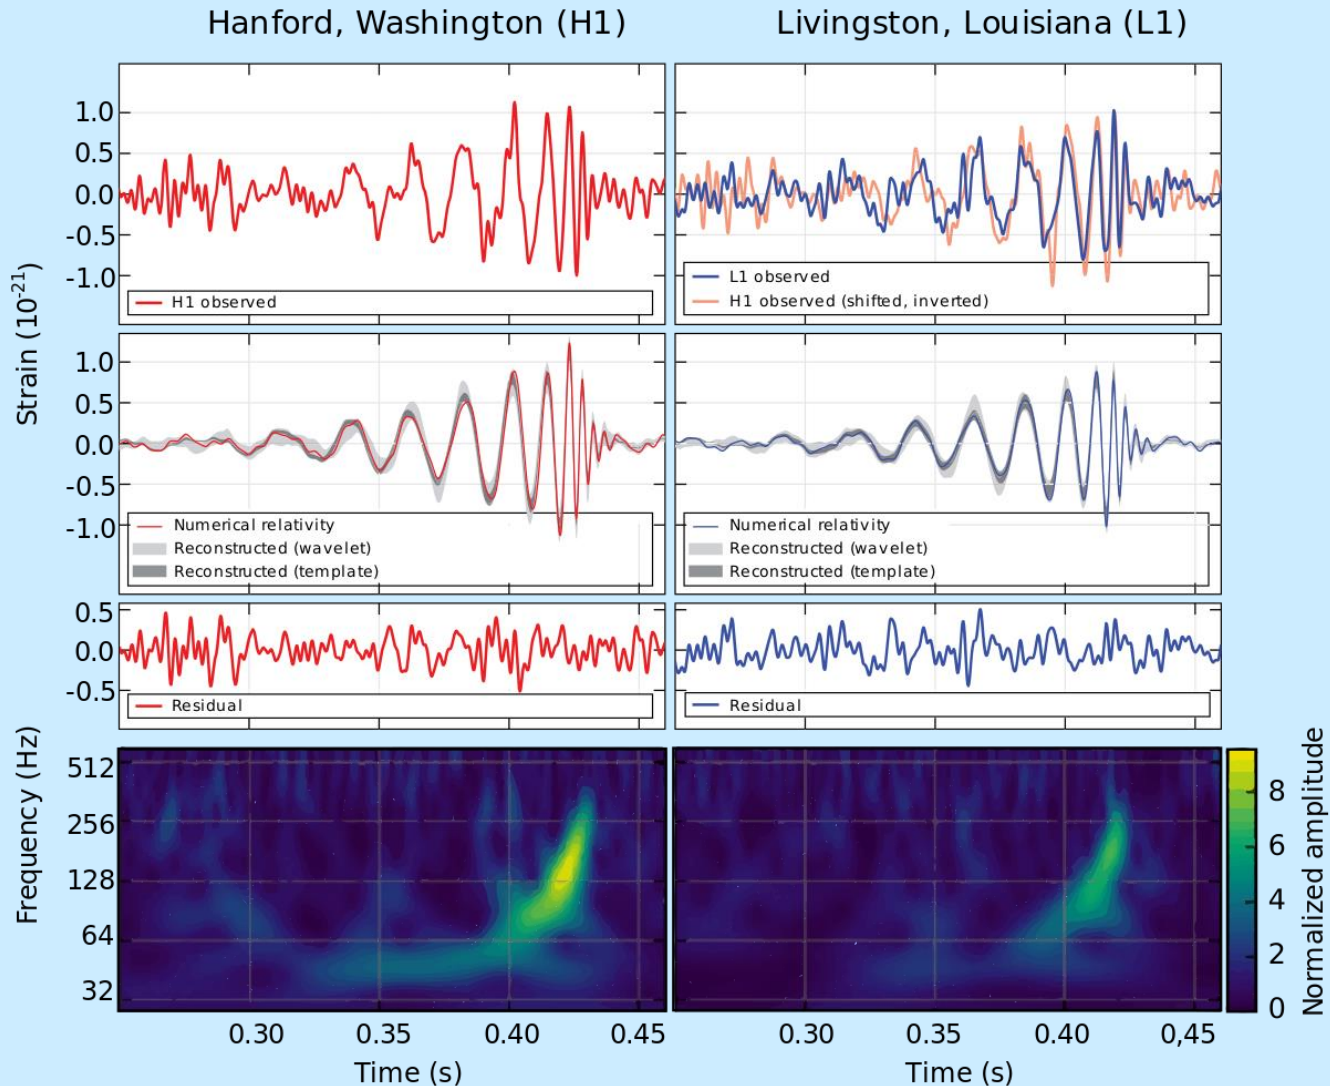 Hanford, Washington (H1)
Livingston, Louisiana (L1)
Strain (10⁻²¹)
1.0
0.5
0.0
-0.5
-1.0
H1 observed
L1 observed
H1 observed (shifted, inverted)
1.0
0.5
0.0
-0.5
-1.0
Numerical relativity
Reconstructed (wavelet)
Reconstructed (template)
Numerical relativity
Reconstructed (wavelet)
Reconstructed (template)
0.5
0.0
-0.5
Residual
Residual
Frequency (Hz)
512
256
128
64
32
Normalized amplitude
8
6
4
2
0
0.30
0.35
0.40
0.30
0.35
0.40
0,45
Time (s)
Time (s)